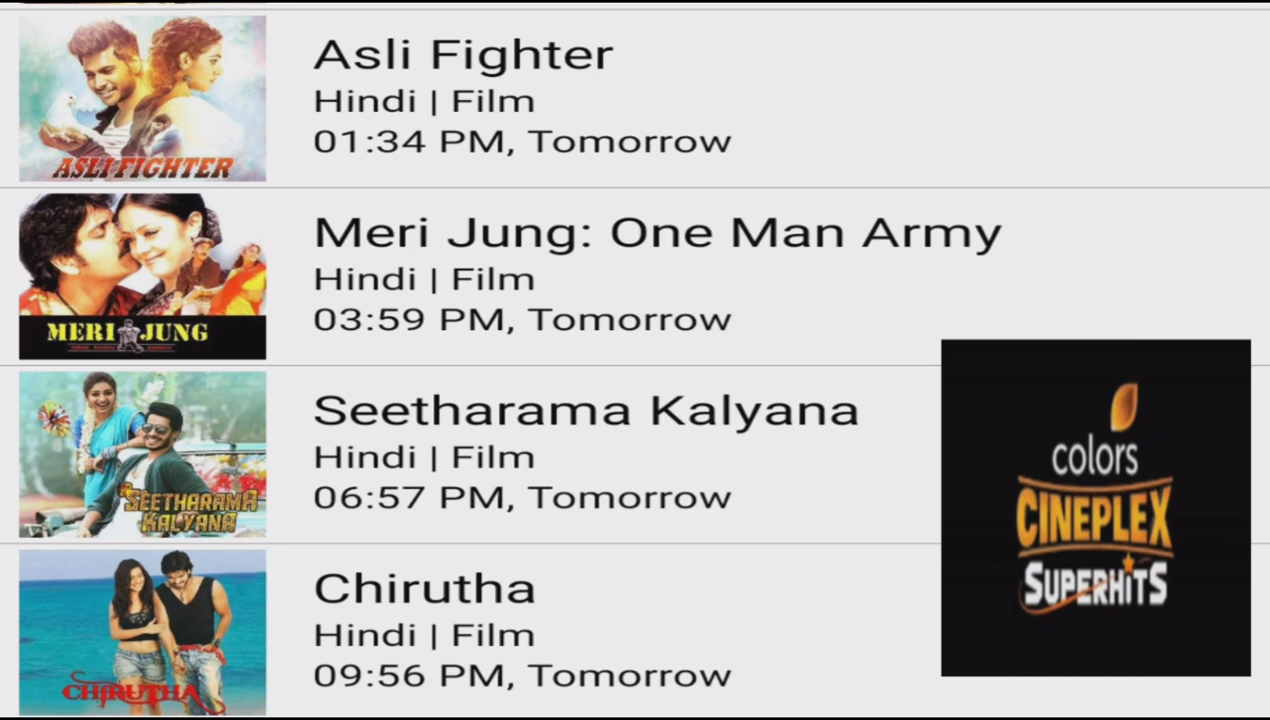 ASLI FIGHTER
Asli Fighter
Hindi | Film
01:34 PM, Tomorrow
MERI JUNG
Meri Jung: One Man Army
Hindi | Film
03:59 PM, Tomorrow
SEETHARAMA
KALYANA
Seetharama Kalyana
Hindi | Film
06:57 PM, Tomorrow
CHIRUTHA
Chirutha
Hindi | Film
09:56 PM, Tomorrow
colors
CINEPLEX
SUPERHiTS